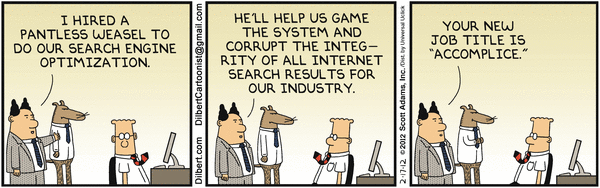 I HIRED A
PANTLESS WEASEL TO
DO OUR SEARCH ENGINE
OPTIMIZATION.
Dilbert.com DilbertCartoonist@gmail.com
HE'LL HELP US GAME
THE SYSTEM AND
CORRUPT THE INTEG-
RITY OF ALL INTERNET
SEARCH RESULTS FOR
OUR INDUSTRY.
2-17-12 ©2012 Scott Adams, Inc. /Dist. by Universal Uclick
YOUR NEW
JOB TITLE IS
"ACCOMPLICE."